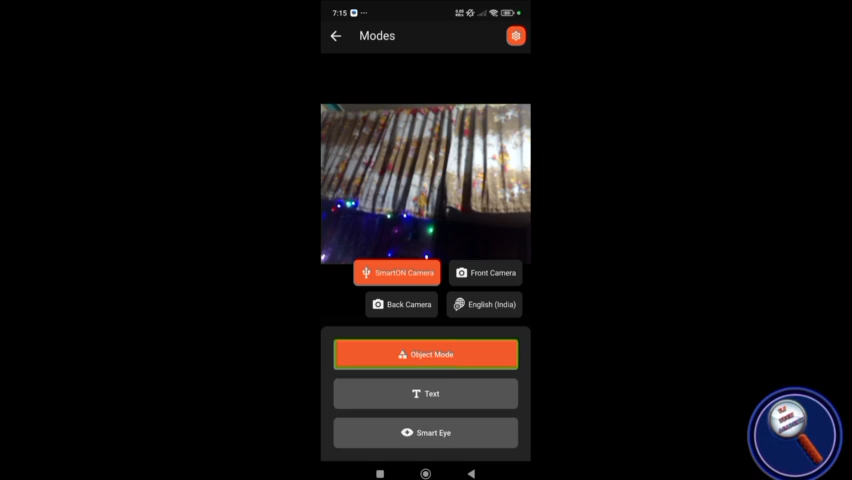 7:15
Modes
SmartON Camera
Front Camera
Back Camera
English (India)
Object Mode
Text
Smart Eye